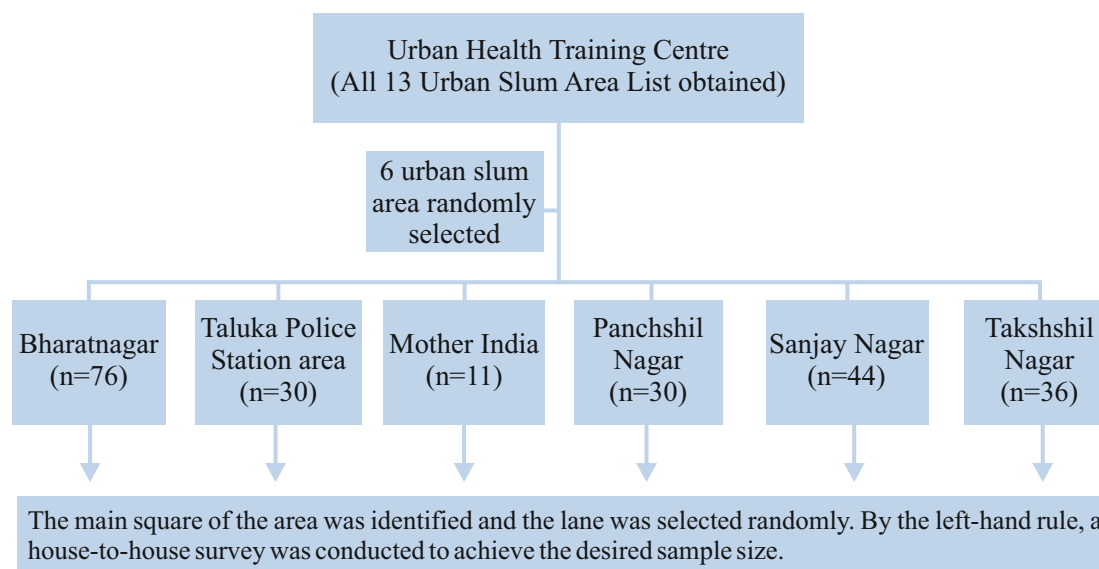 Urban Health Training Centre
(All 13 Urban Slum Area List obtained)
6 urban slum
area randomly
selected
Bharatnagar
(n=76)
Taluka Police
Station area
(n=30)
Mother India
(n=11)
Panchshil
Nagar
(n=30)
Sanjay Nagar
(n=44)
Takshshil
Nagar
(n=36)
The main square of the area was identified and the lane was selected randomly. By the left-hand rule, a
house-to-house survey was conducted to achieve the desired sample size.